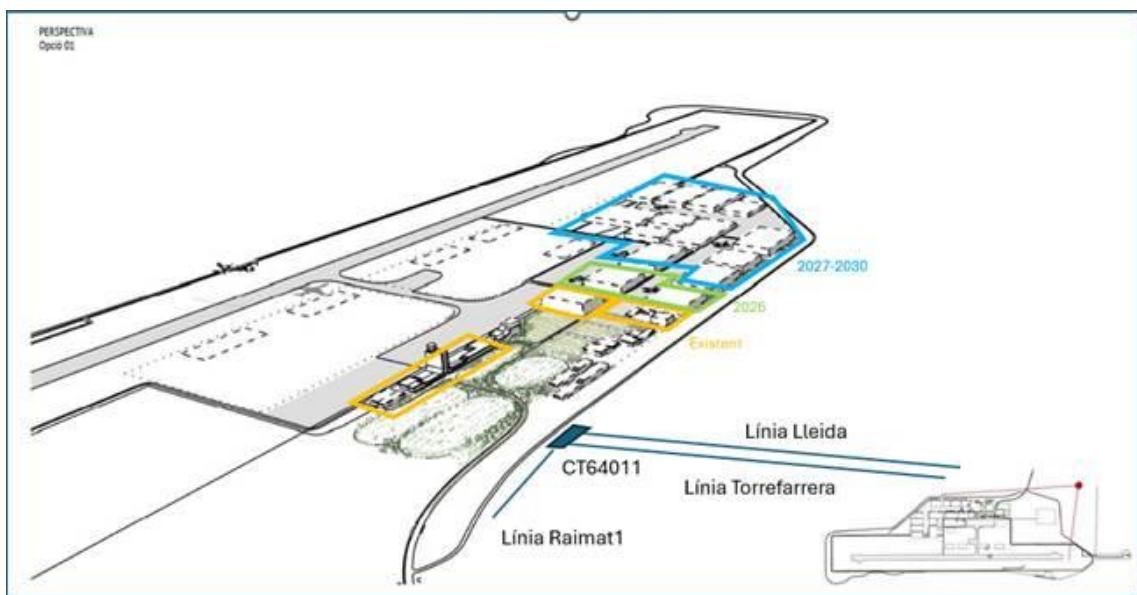 PERSPECTIVA
Opció 01
2027-2030
2026
Existent
Línia Lleida
CT64011
Línia Torrefarrera
Línia Raimat1